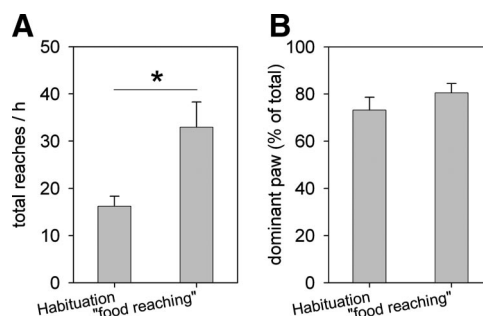 A
total reaches / h
50
40
30
20
10
0
*
Habituation
"food reaching"
B
dominant paw (% of total)
100
80
60
40
20
0
Habituation
"food reaching"